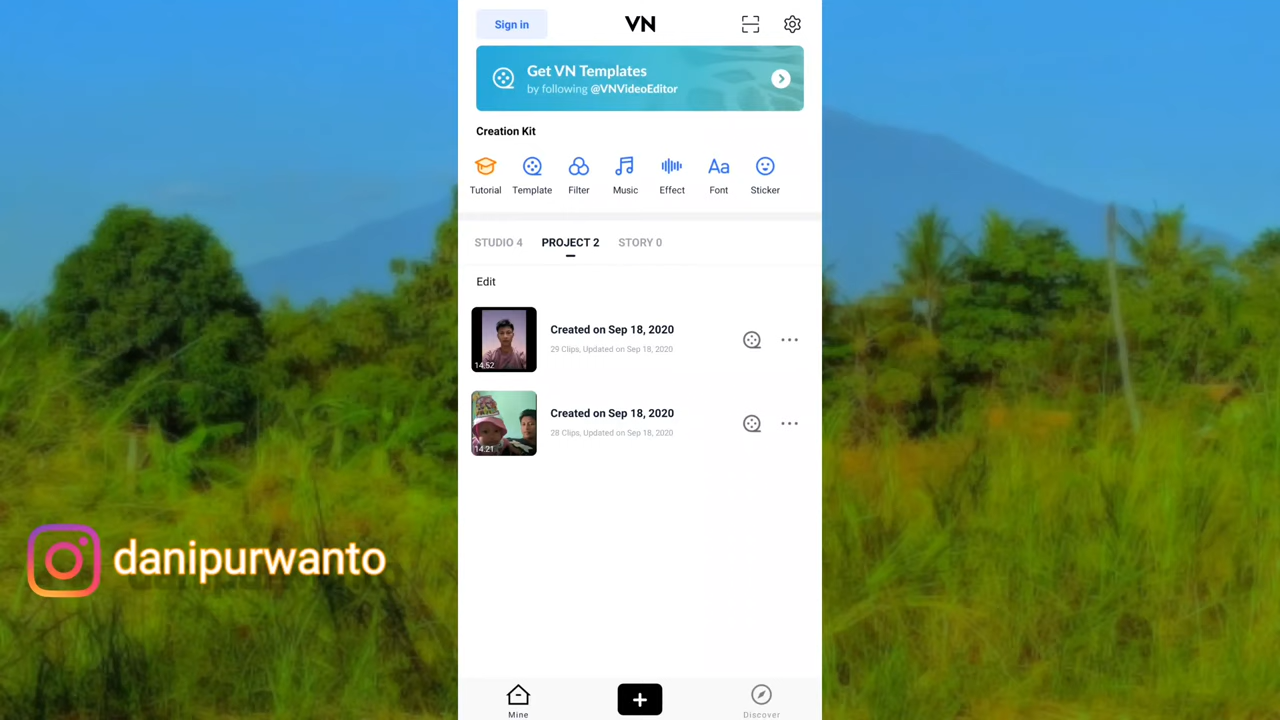 Sign in
VN
Get VN Templates
by following @VNVideoEditor
Creation Kit
Tutorial
Template
Filter
Music
Effect
Aa
Font
Sticker
STUDIO 4
PROJECT 2
STORY 0
Edit
Created on Sep 18, 2020
29 Clips, Updated on Sep 18, 2020
14:52
Created on Sep 18, 2020
28 Clips, Updated on Sep 18, 2020
14:21
danipurwanto
Mine
Discover